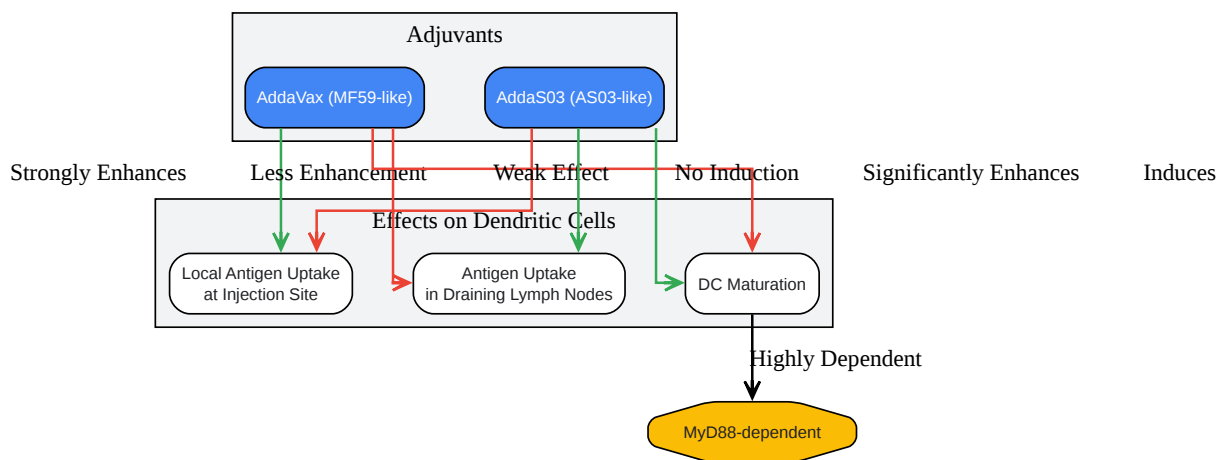 Adjuvants
AddaVax (MF59-like)
AddaS03 (AS03-like)
Strongly Enhances
Less Enhancement
Weak Effect
No Induction
Significantly Enhances
Induces
Effects on Dendritic Cells
Local Antigen Uptake
at Injection Site
Antigen Uptake
in Draining Lymph Nodes
DC Maturation
Highly Dependent
MyD88-dependent